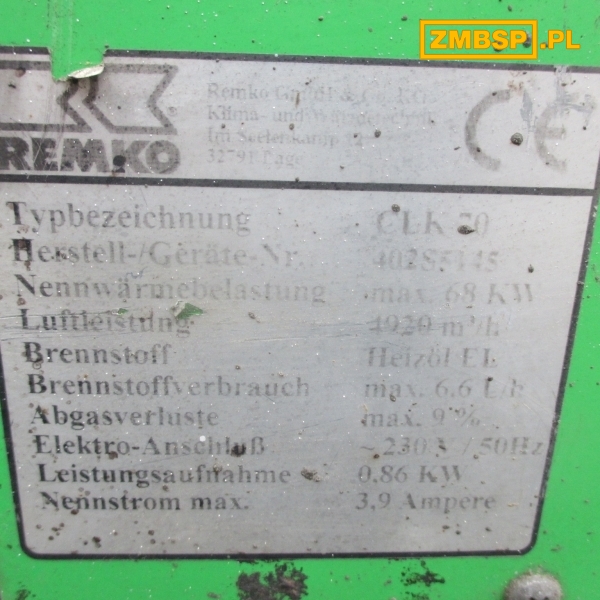 ZMBSP.PL
REMKO
Remko GmbH & Co. KG
Klima- und Wärmetechnik
Im Seelenkamp 12
32791 Lage
CE
Typbezeichnung CLK 70
Herstell-/Geräte-Nr.
Nennwärmebelastung max. 68 KW
Luftleistung 4920 m³/h
Brennstoff Heizöl EL
Brennstoffverbrauch max. 6.6 L/h
Abgasverluste max. 9 %
Elektro-Anschluß ~ 230 V / 50Hz
Leistungsaufnahme 0.86 KW
Nennstrom max. 3,9 Ampere